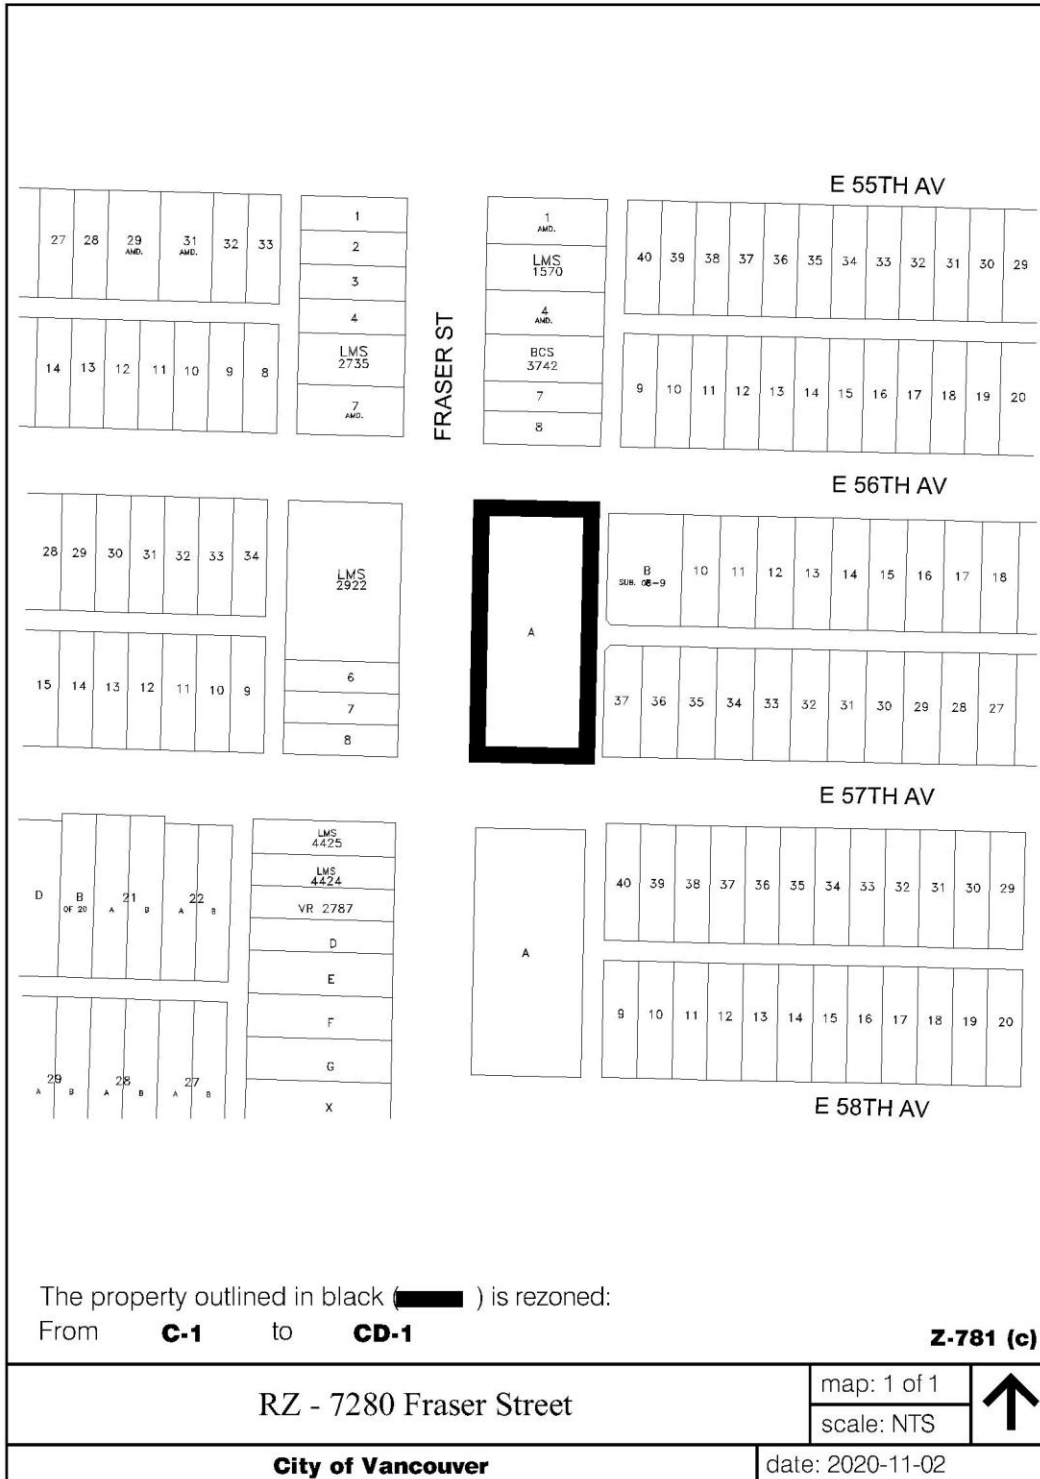 E 55TH AV
27 28 29 AMD. 31 AMD. 32 33
1
2
3
4
LMS
2735
7
AMD.
1
AMD.
LMS
1570
4
AMD.
BCS
3742
7
8
40 39 38 37 36 35 34 33 32 31 30 29
14 13 12 11 10 9 8
FRASER ST
9 10 11 12 13 14 15 16 17 18 19 20
E 56TH AV
28 29 30 31 32 33 34
LMS
2922
6
7
8
A
B
SUB. 08-9
10 11 12 13 14 15 16 17 18
15 14 13 12 11 10 9
37 36 35 34 33 32 31 30 29 28 27
E 57TH AV
D
B
OF 20
21
A B
22
A B
LMS
4425
LMS
4424
VR 2787
D
E
F
G
X
A
40 39 38 37 36 35 34 33 32 31 30 29
29
A B
28
A B
27
A B
9 10 11 12 13 14 15 16 17 18 19 20
E 58TH AV
The property outlined in black ( ) is rezoned:
From C-1 to CD-1
Z-781 (c)
RZ - 7280 Fraser Street
map: 1 of 1
scale: NTS
City of Vancouver
date: 2020-11-02